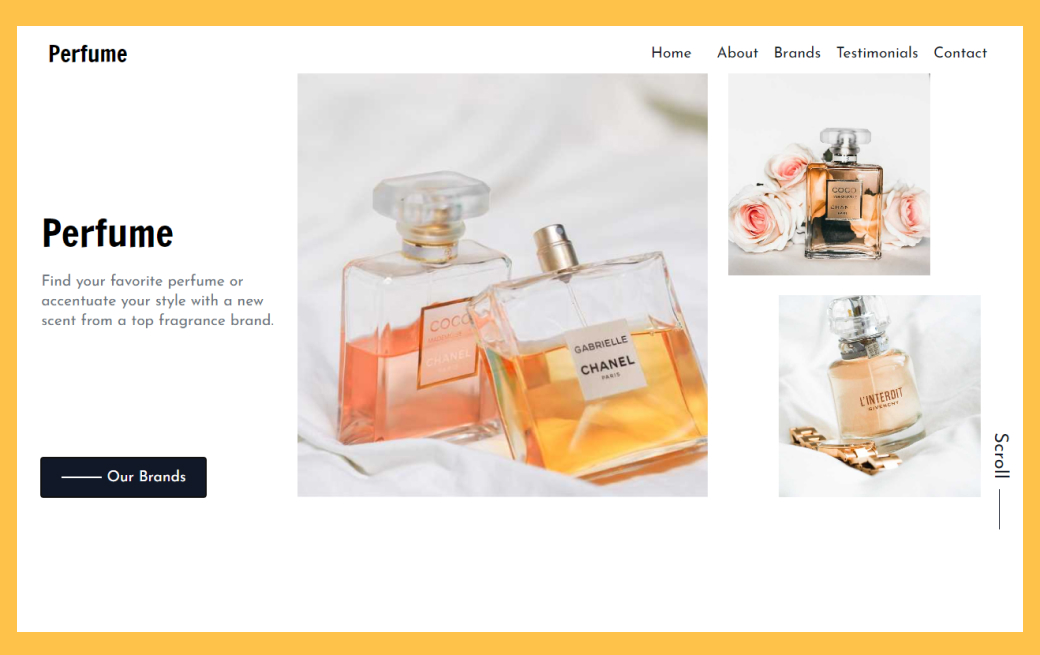 Perfume
Home About Brands Testimonials Contact
Perfume
Find your favorite perfume or
accentuate your style with a new
scent from a top fragrance brand.
Our Brands
COCO
CHANEL
GABRIELLE
CHANEL
PARIS
COCO
CHANEL
L'INTERDIT
GIVENCHY
Scroll